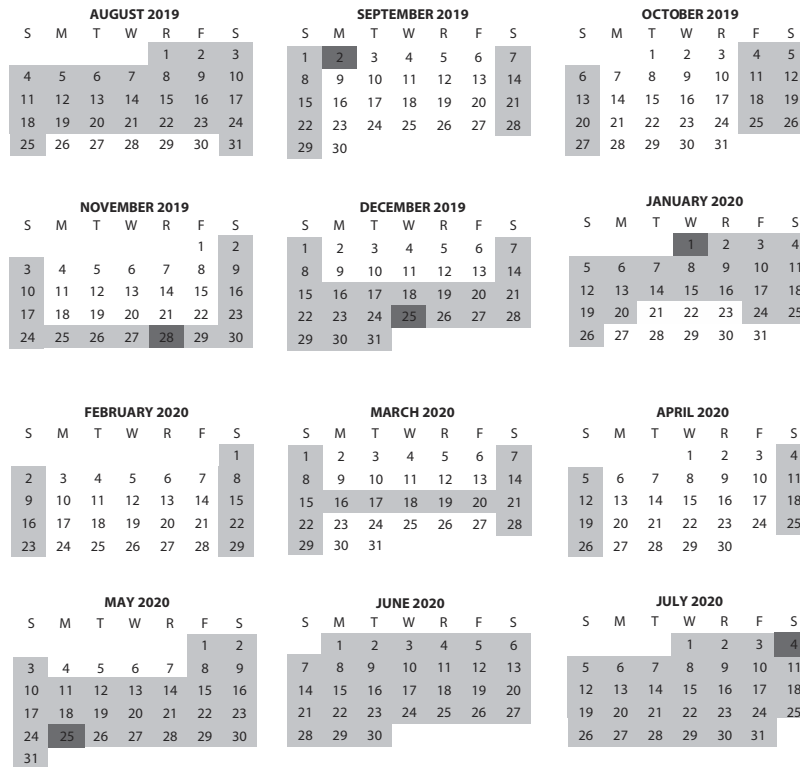 AUGUST 2019
S M T W R F S
1 2 3
4 5 6 7 8 9 10
11 12 13 14 15 16 17
18 19 20 21 22 23 24
25 26 27 28 29 30 31
SEPTEMBER 2019
S M T W R F S
1 2 3 4 5 6 7
8 9 10 11 12 13 14
15 16 17 18 19 20 21
22 23 24 25 26 27 28
29 30
OCTOBER 2019
S M T W R F S
1 2 3 4 5
6 7 8 9 10 11 12
13 14 15 16 17 18 19
20 21 22 23 24 25 26
27 28 29 30 31
NOVEMBER 2019
S M T W R F S
1 2
3 4 5 6 7 8 9
10 11 12 13 14 15 16
17 18 19 20 21 22 23
24 25 26 27 28 29 30
DECEMBER 2019
S M T W R F S
1 2 3 4 5 6 7
8 9 10 11 12 13 14
15 16 17 18 19 20 21
22 23 24 25 26 27 28
29 30 31
JANUARY 2020
S M T W R F S
1 2 3 4
5 6 7 8 9 10 11
12 13 14 15 16 17 18
19 20 21 22 23 24 25
26 27 28 29 30 31
FEBRUARY 2020
S M T W R F S
1
2 3 4 5 6 7 8
9 10 11 12 13 14 15
16 17 18 19 20 21 22
23 24 25 26 27 28 29
MARCH 2020
S M T W R F S
1 2 3 4 5 6 7
8 9 10 11 12 13 14
15 16 17 18 19 20 21
22 23 24 25 26 27 28
29 30 31
APRIL 2020
S M T W R F S
1 2 3 4
5 6 7 8 9 10 11
12 13 14 15 16 17 18
19 20 21 22 23 24 25
26 27 28 29 30
MAY 2020
S M T W R F S
1 2
3 4 5 6 7 8 9
10 11 12 13 14 15 16
17 18 19 20 21 22 23
24 25 26 27 28 29 30
31
JUNE 2020
S M T W R F S
1 2 3 4 5 6
7 8 9 10 11 12 13
14 15 16 17 18 19 20
21 22 23 24 25 26 27
28 29 30
JULY 2020
S M T W R F S
1 2 3 4
5 6 7 8 9 10 11
12 13 14 15 16 17 18
19 20 21 22 23 24 25
26 27 28 29 30 31